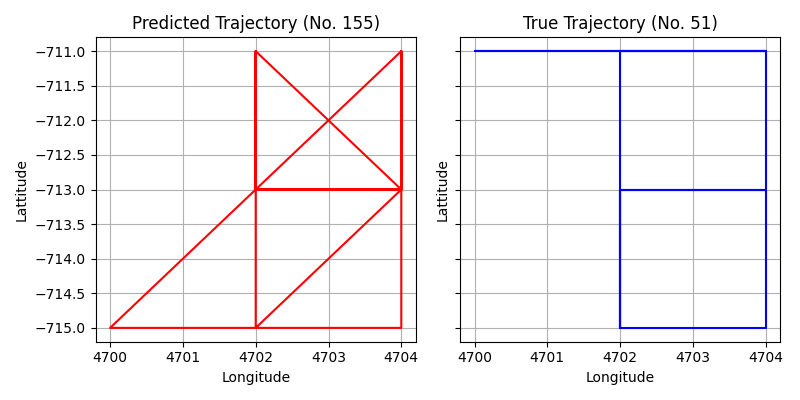 Predicted Trajectory (No. 155)
True Trajectory (No. 51)
−711.0
−711.5
−712.0
−712.5
−713.0
−713.5
−714.0
−714.5
−715.0
Lattitude
Lattitude
4700 4701 4702 4703 4704
4700 4701 4702 4703 4704
Longitude
Longitude